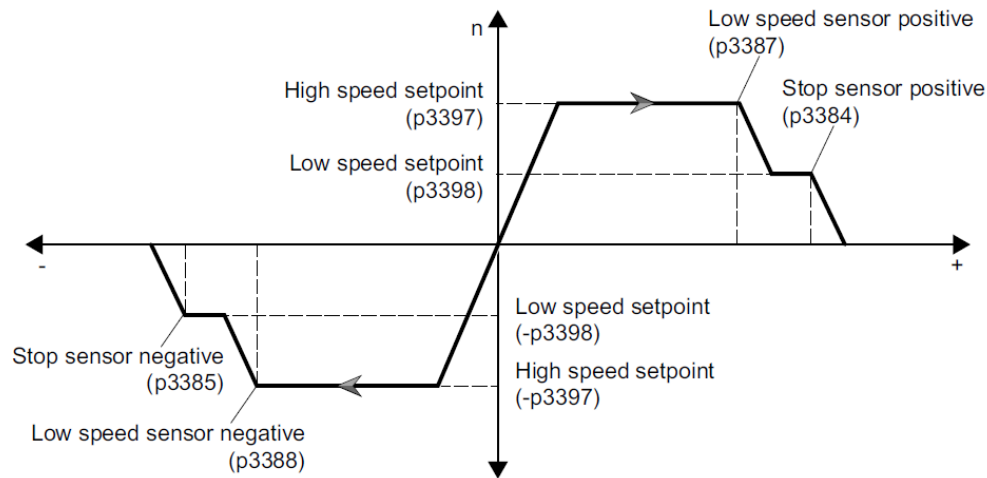 n
Low speed sensor positive
(p3387)
High speed setpoint
(p3397)
Stop sensor positive
(p3384)
Low speed setpoint
(p3398)
-
+
Low speed setpoint
(-p3398)
Stop sensor negative
(p3385)
High speed setpoint
(-p3397)
Low speed sensor negative
(p3388)